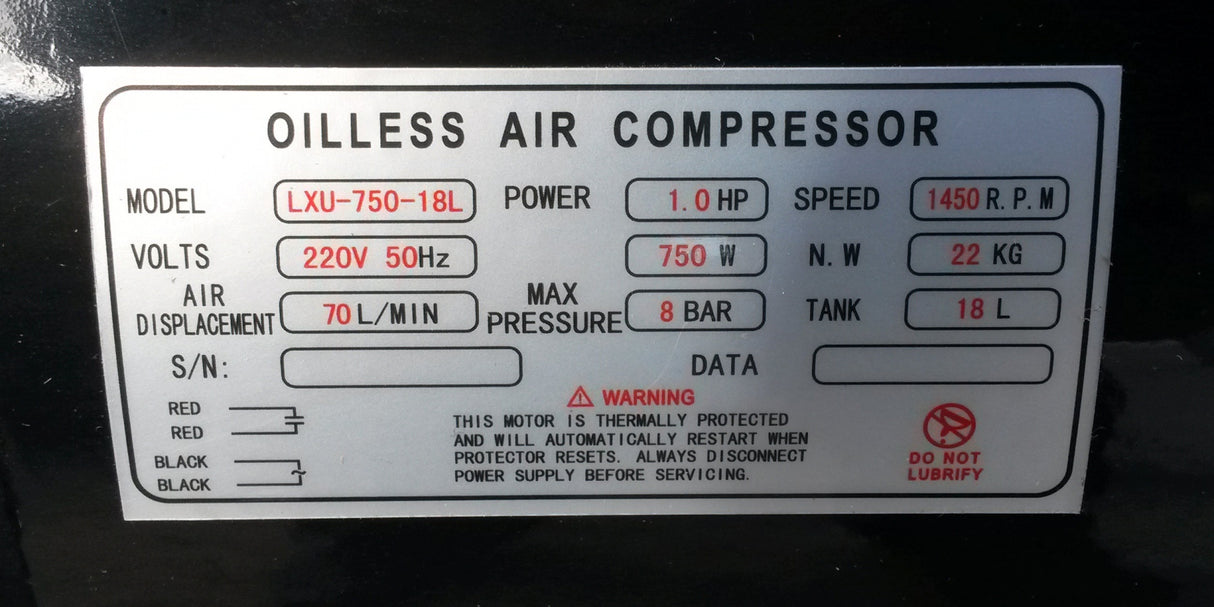 OILLESS AIR COMPRESSOR
MODEL LXU-750-18L POWER 1.0 HP SPEED 1450 R.P.M
VOLTS 220V 50Hz 750 W N.W 22 KG
AIR DISPLACEMENT 70 L/MIN MAX PRESSURE 8 BAR TANK 18 L
S/N: DATA
RED
RED
BLACK
BLACK
WARNING
THIS MOTOR IS THERMALLY PROTECTED
AND WILL AUTOMATICALLY RESTART WHEN
PROTECTOR RESETS. ALWAYS DISCONNECT
POWER SUPPLY BEFORE SERVICING.
DO NOT
LUBRIFY